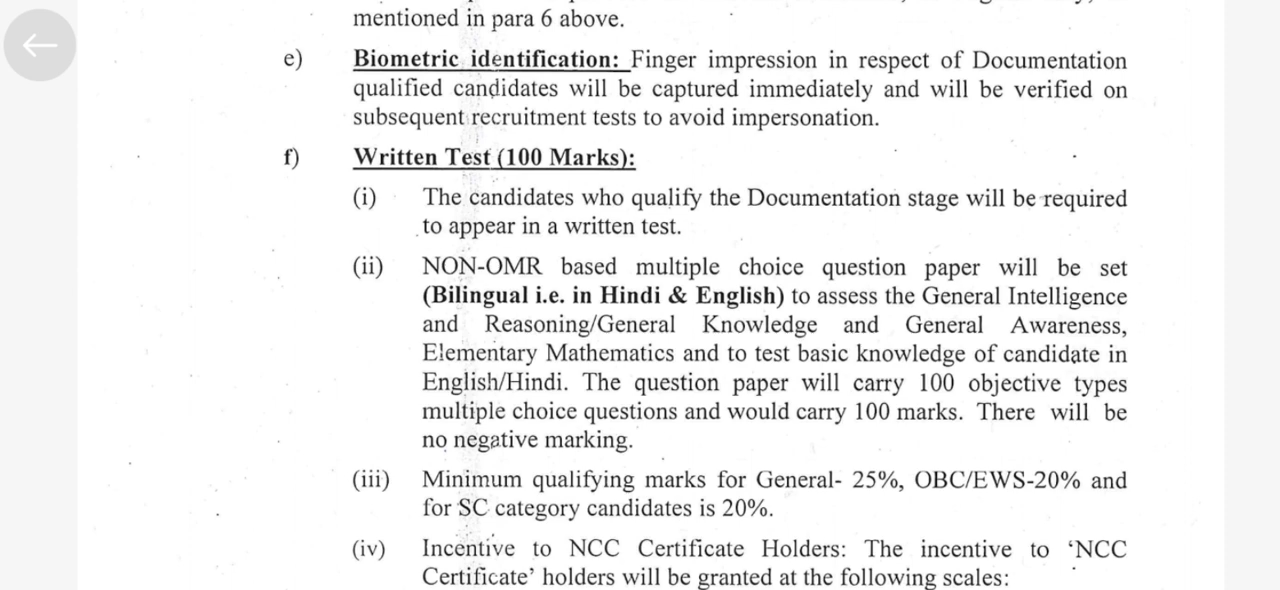 mentioned in para 6 above.
e) Biometric identification: Finger impression in respect of Documentation
qualified candidates will be captured immediately and will be verified on
subsequent recruitment tests to avoid impersonation.
f) Written Test (100 Marks):
(i) The candidates who qualify the Documentation stage will be required
to appear in a written test.
(ii) NON-OMR based multiple choice question paper will be set
(Bilingual i.e. in Hindi & English) to assess the General Intelligence
and Reasoning/General Knowledge and General Awareness,
Elementary Mathematics and to test basic knowledge of candidate in
English/Hindi. The question paper will carry 100 objective types
multiple choice questions and would carry 100 marks. There will be
no negative marking.
(iii) Minimum qualifying marks for General- 25%, OBC/EWS-20% and
for SC category candidates is 20%.
(iv) Incentive to NCC Certificate Holders: The incentive to ‘NCC
Certificate’ holders will be granted at the following scales: